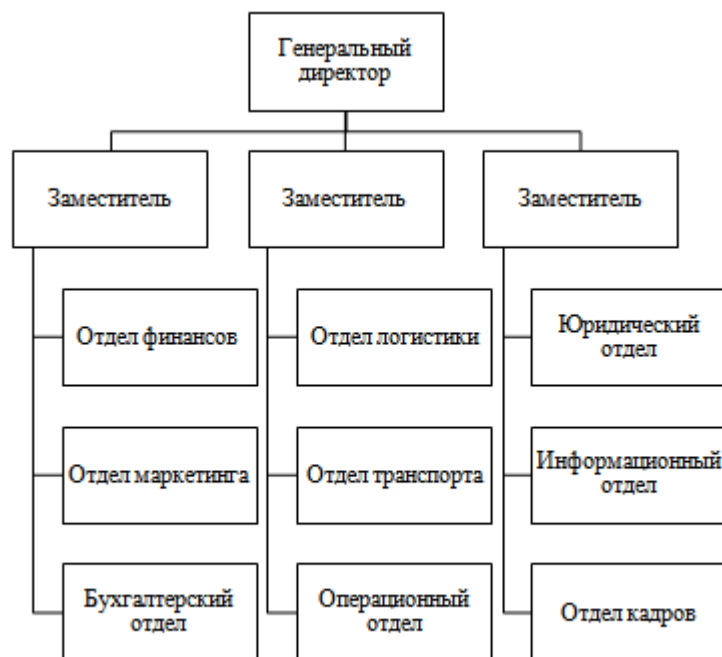 Генеральный
директор
Заместитель
Заместитель
Заместитель
Отдел финансов
Отдел логистики
Юридический
отдел
Отдел маркетинга
Отдел транспорта
Информационный
отдел
Бухгалтерский
отдел
Операционный
отдел
Отдел кадров